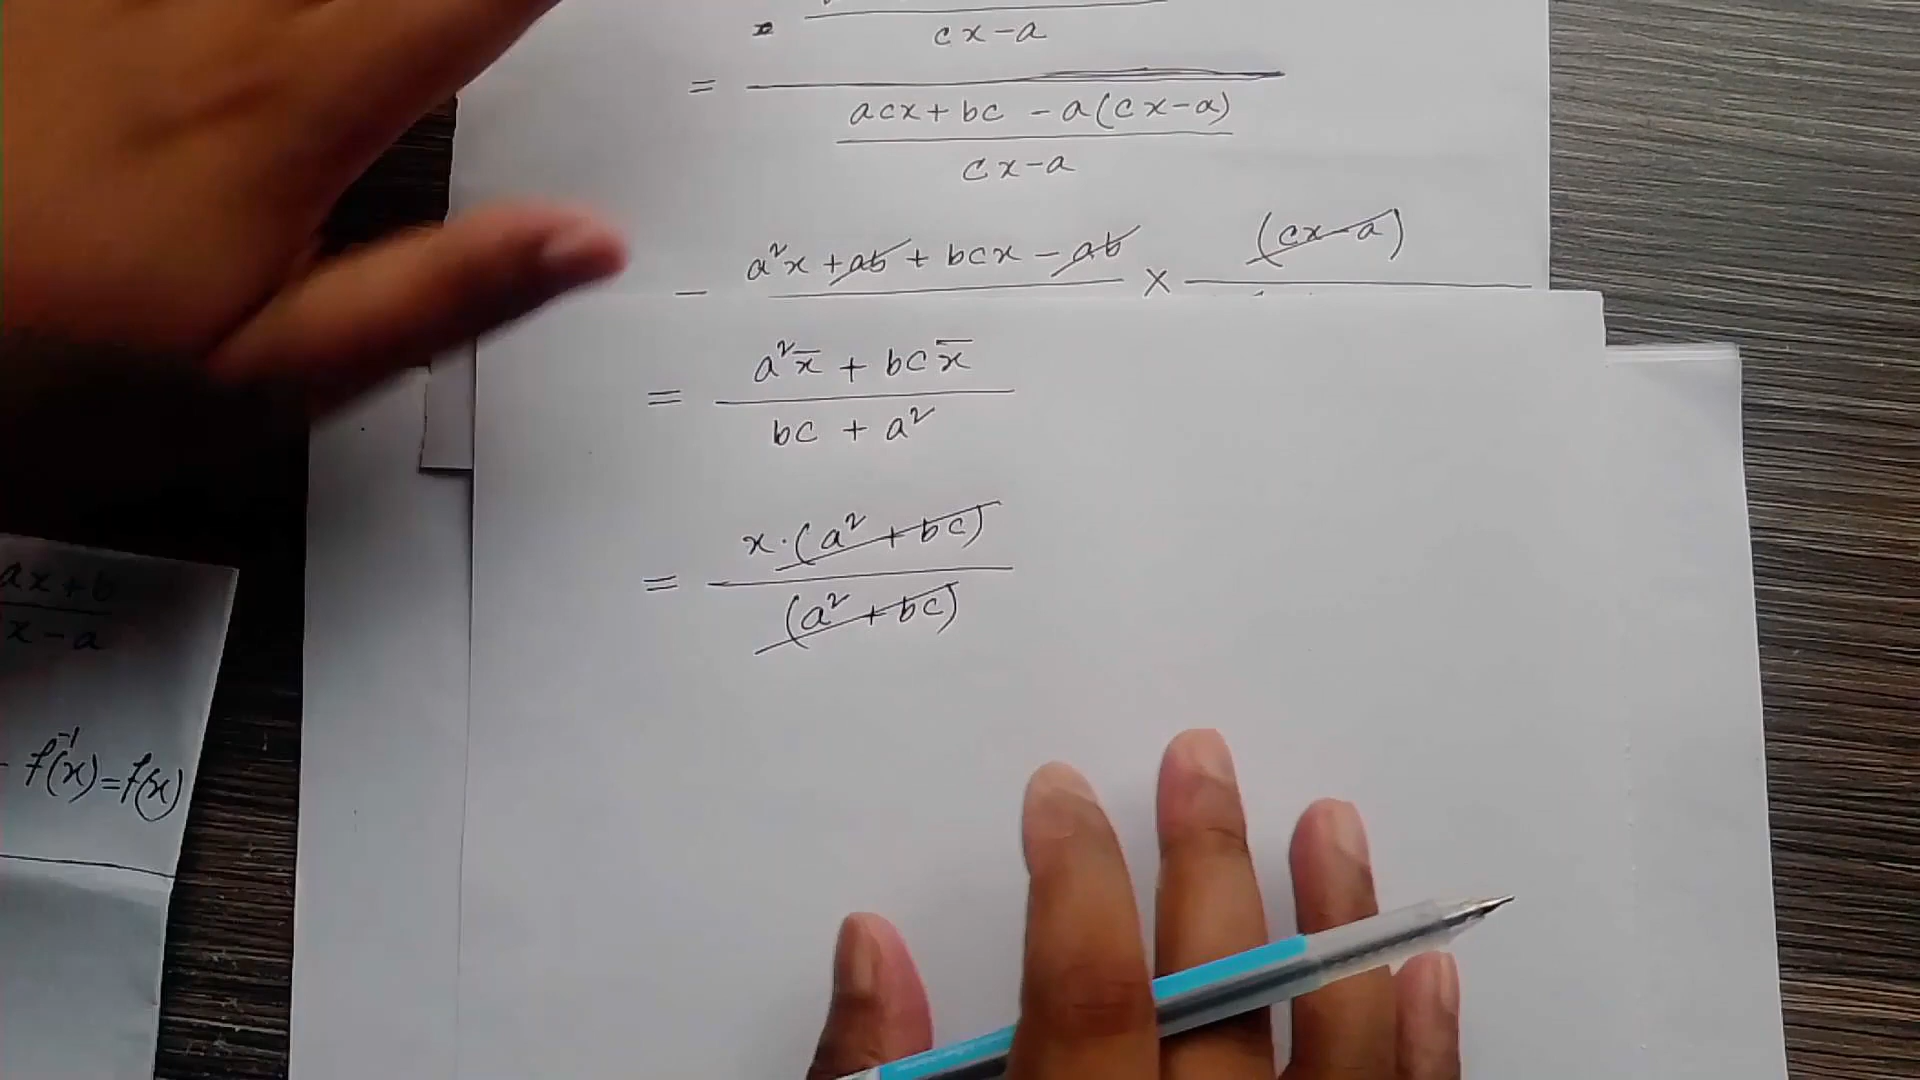 cx-a
=
acx + bc - a(cx-a)
cx-a
a²x + ab + bcx - ab × (cx-a)
= a²x + bcx
bc + a²
= x·(a² + bc)
(a² + bc)
ax+b
x-a
f⁻¹(x) = f(x)